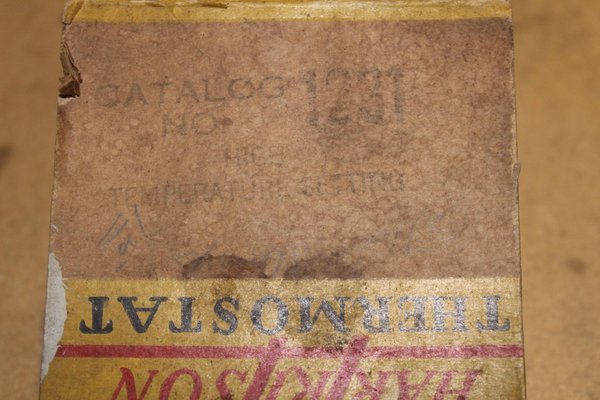 CATALOG 1231
NO.
HIGH
TEMPERATURE SETTING
THERMOSTAT
HARRISON